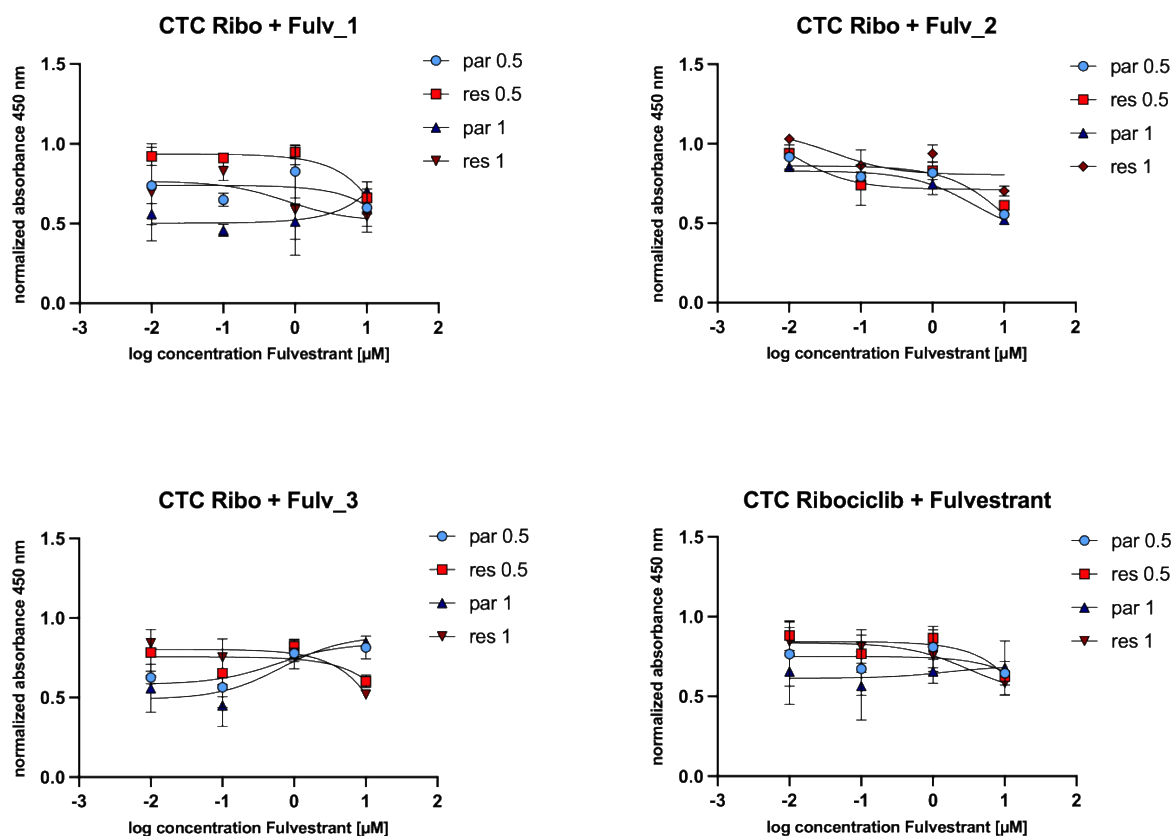 CTC Ribo + Fulv_1
normalized absorbance 450 nm
1.5
1.0
0.5
0.0
-3
-2
-1
0
1
2
log concentration Fulvestrant [µM]
par 0.5
res 0.5
par 1
res 1
CTC Ribo + Fulv_2
normalized absorbance 450 nm
1.5
1.0
0.5
0.0
-3
-2
-1
0
1
2
log concentration Fulvestrant [µM]
par 0.5
res 0.5
par 1
res 1
CTC Ribo + Fulv_3
normalized absorbance 450 nm
1.5
1.0
0.5
0.0
-3
-2
-1
0
1
2
log concentration Fulvestrant [µM]
par 0.5
res 0.5
par 1
res 1
CTC Ribociclib + Fulvestrant
normalized absorbance 450 nm
1.5
1.0
0.5
0.0
-3
-2
-1
0
1
2
log concentration Fulvestrant [µM]
par 0.5
res 0.5
par 1
res 1